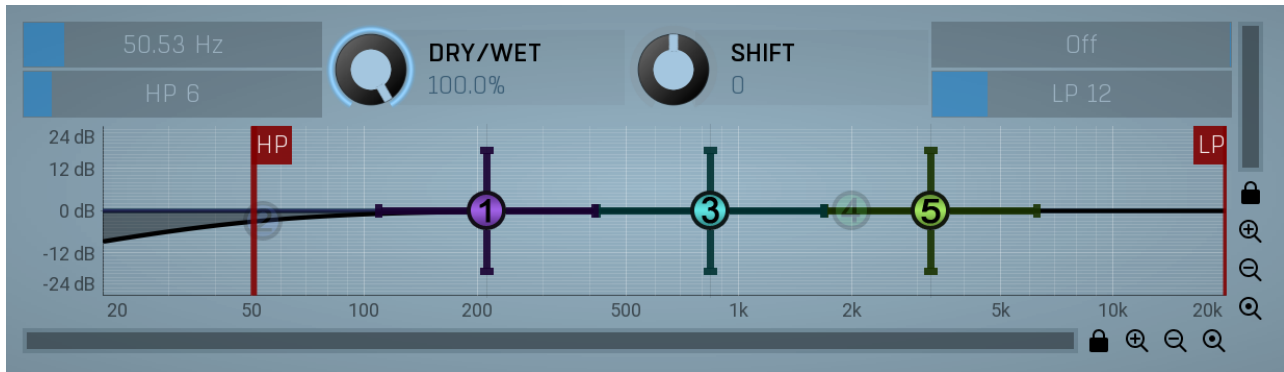 50.53 Hz
HP 6
DRY/WET
100.0%
SHIFT
0
Off
LP 12
24 dB
12 dB
0 dB
-12 dB
-24 dB
HP
LP
2
1
3
4
5
20 50 100 200 500 1k 2k 5k 10k 20k